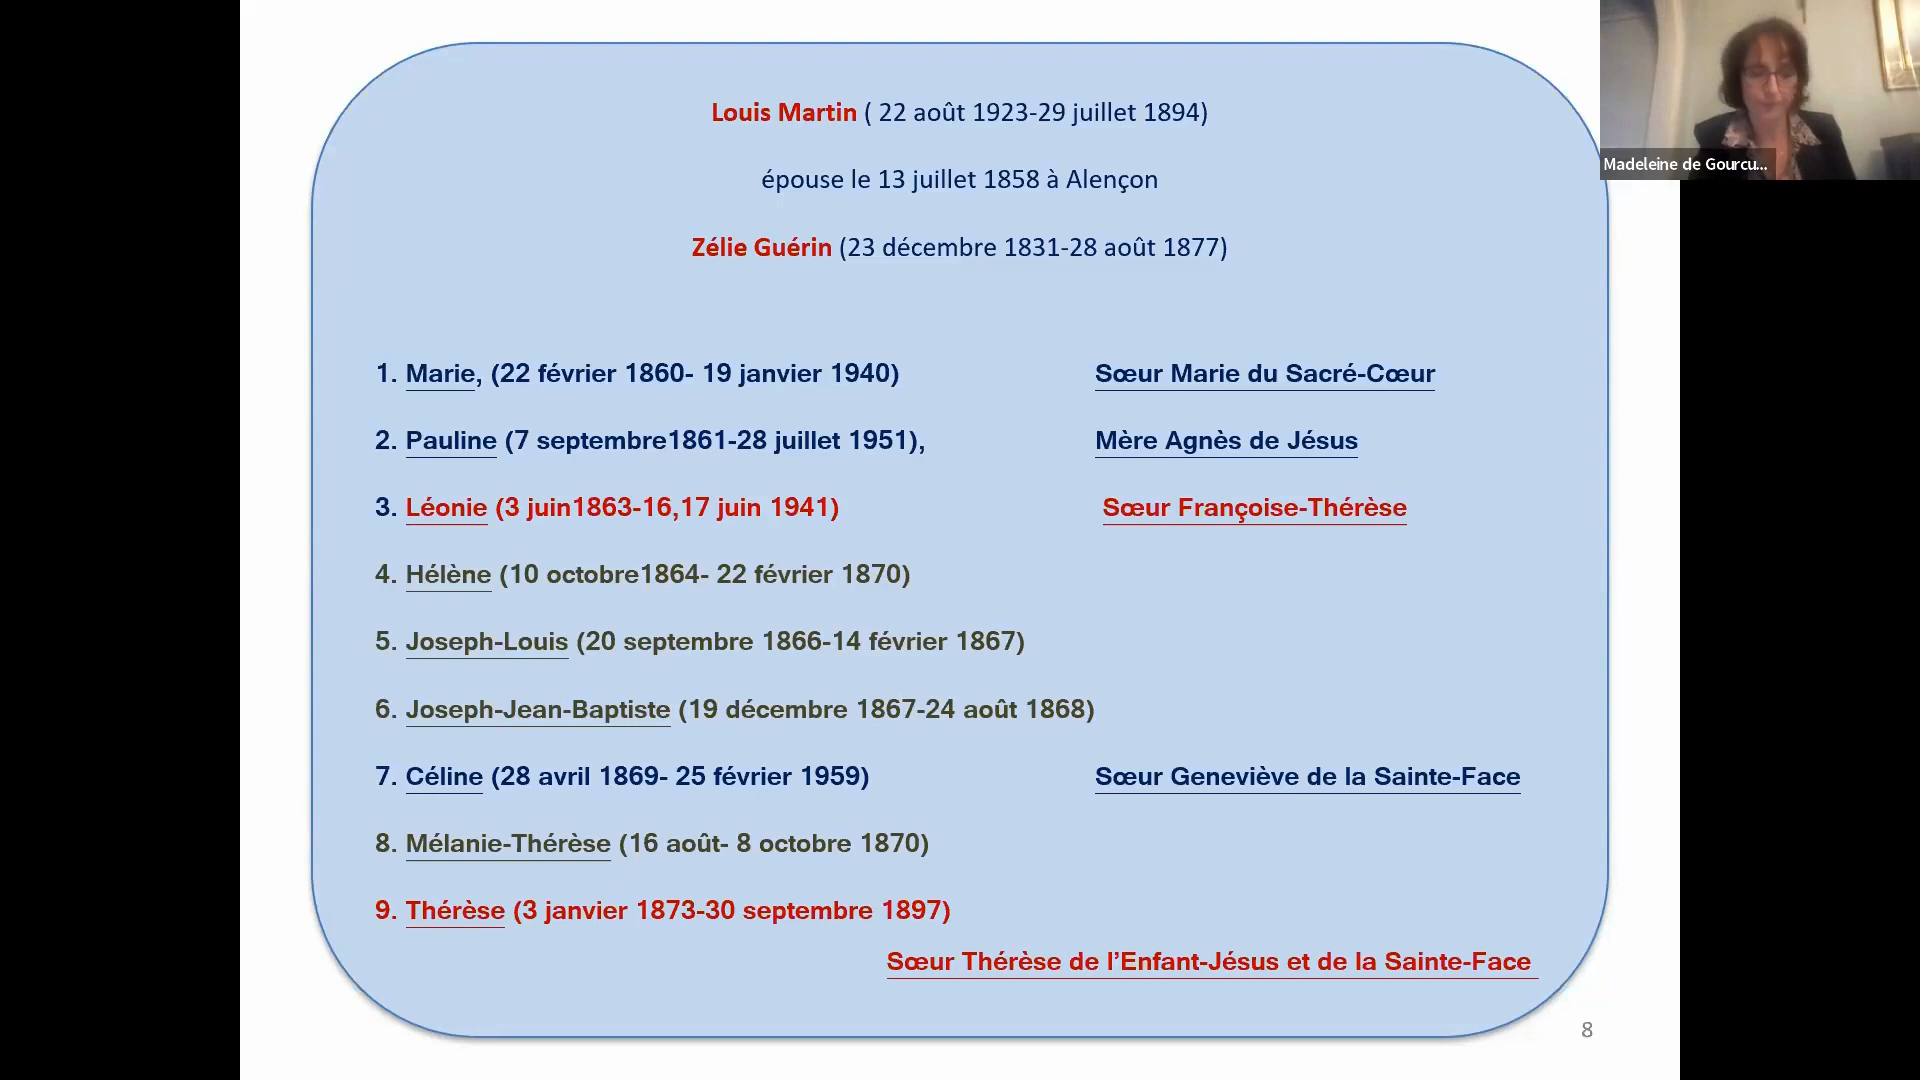 Louis Martin ( 22 août 1923-29 juillet 1894)
épouse le 13 juillet 1858 à Alençon
Zélie Guérin (23 décembre 1831-28 août 1877)
1. Marie, (22 février 1860- 19 janvier 1940) Sœur Marie du Sacré-Cœur
2. Pauline (7 septembre1861-28 juillet 1951), Mère Agnès de Jésus
3. Léonie (3 juin1863-16,17 juin 1941) Sœur Françoise-Thérèse
4. Hélène (10 octobre1864- 22 février 1870)
5. Joseph-Louis (20 septembre 1866-14 février 1867)
6. Joseph-Jean-Baptiste (19 décembre 1867-24 août 1868)
7. Céline (28 avril 1869- 25 février 1959) Sœur Geneviève de la Sainte-Face
8. Mélanie-Thérèse (16 août- 8 octobre 1870)
9. Thérèse (3 janvier 1873-30 septembre 1897)
Sœur Thérèse de l’Enfant-Jésus et de la Sainte-Face
8
Madeleine de Gourcu...